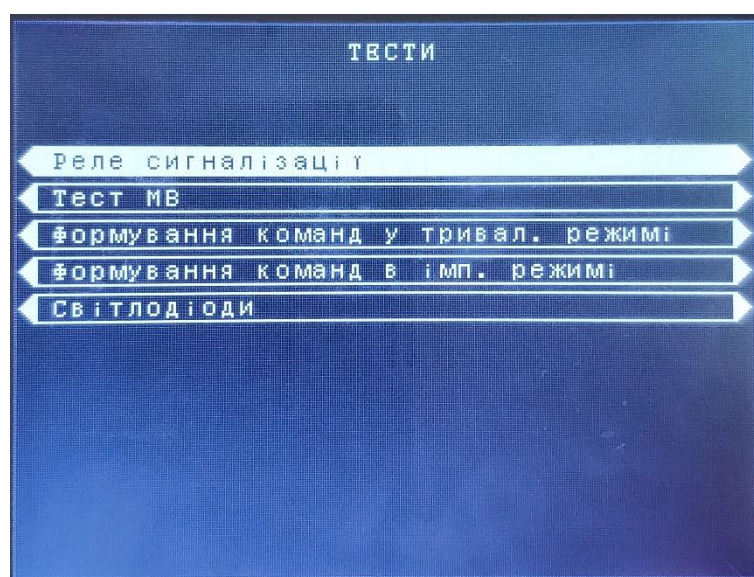 ТЕСТИ
Реле сигналізації
Тест МВ
Формування команд у тривал. режимі
Формування команд в імп. режимі
Світлодіоди